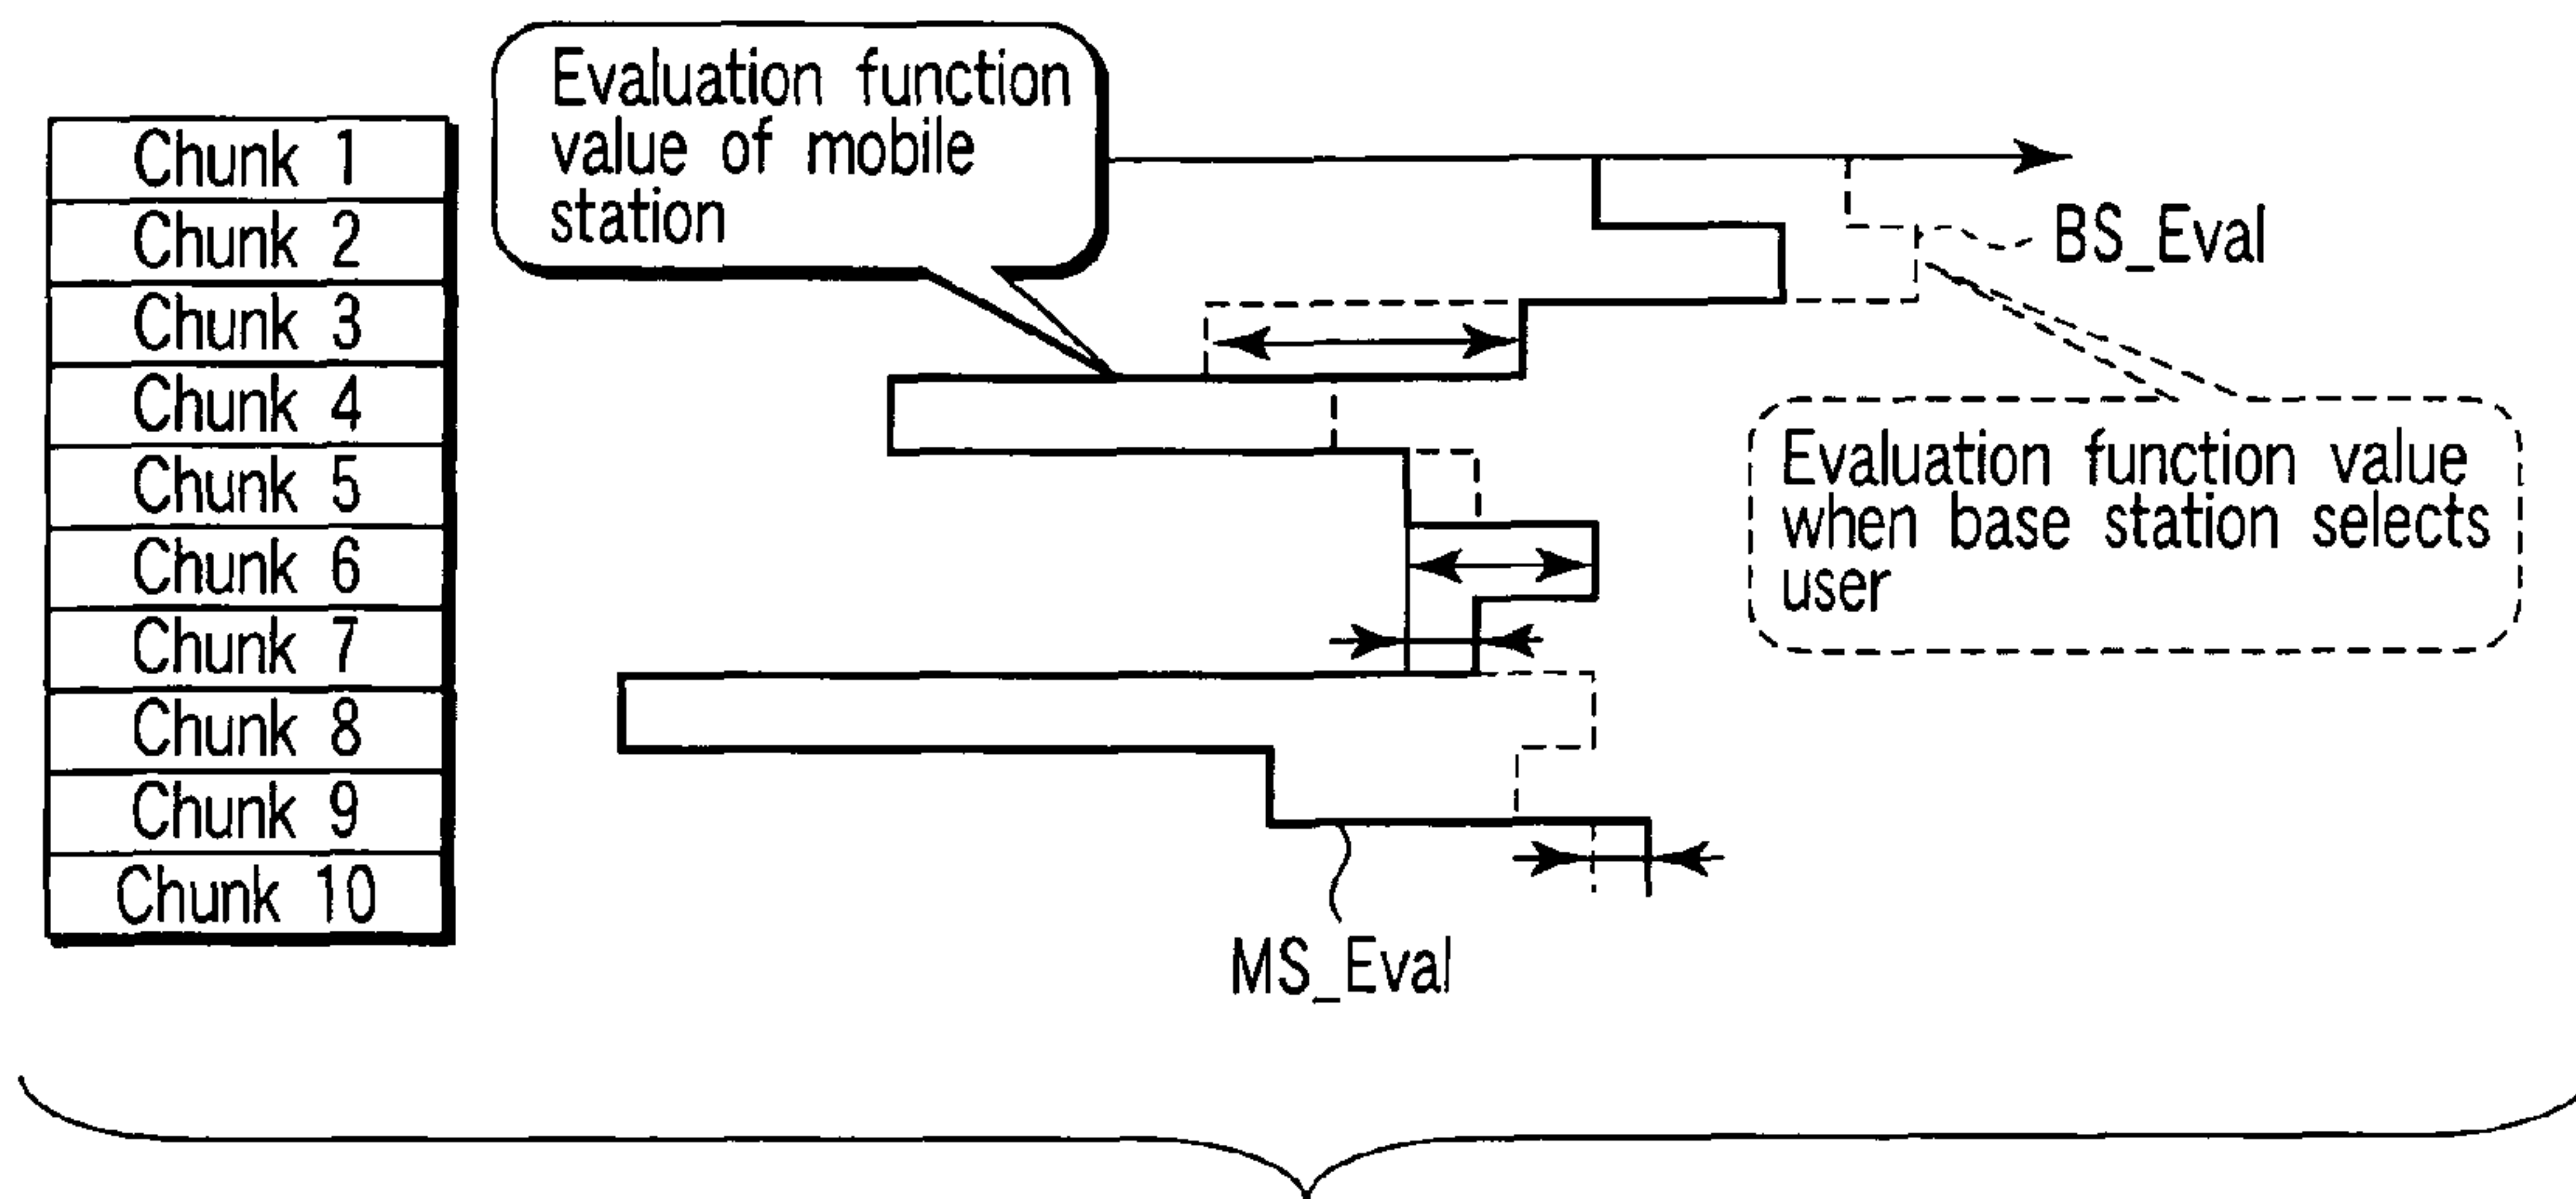 Chunk 1
Chunk 2
Chunk 3
Chunk 4
Chunk 5
Chunk 6
Chunk 7
Chunk 8
Chunk 9
Chunk 10
Evaluation function
value of mobile
station
BS_Eval
Evaluation function value
when base station selects
user
MS_Eval